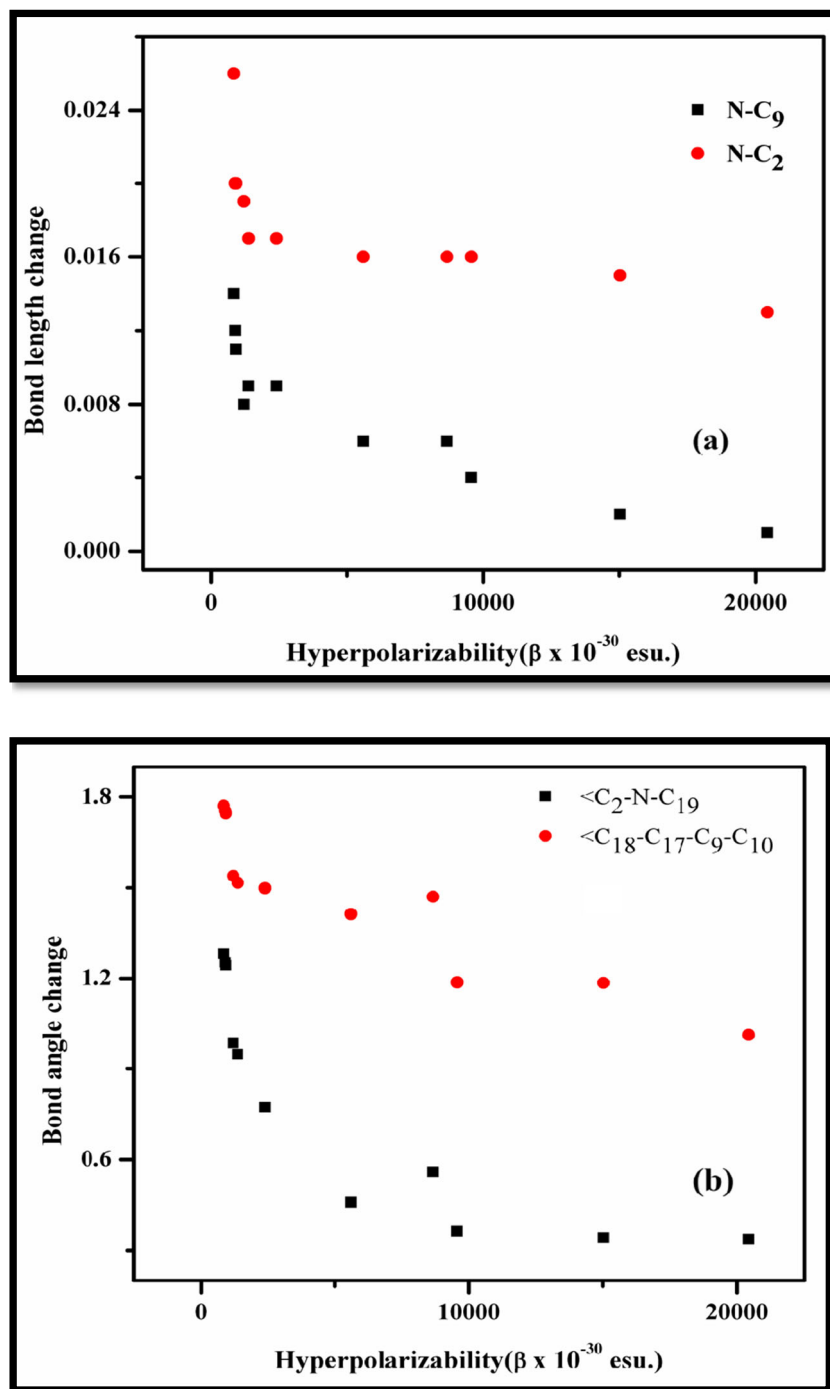 0.024
0.016
0.008
0.000
Bond length change
N-C9
N-C2
(a)
0 10000 20000
Hyperpolarizability(β x 10-30 esu.)
1.8
1.2
0.6
Bond angle change
<C2-N-C19
<C18-C17-C9-C10
(b)
0 10000 20000
Hyperpolarizability(β x 10-30 esu.)